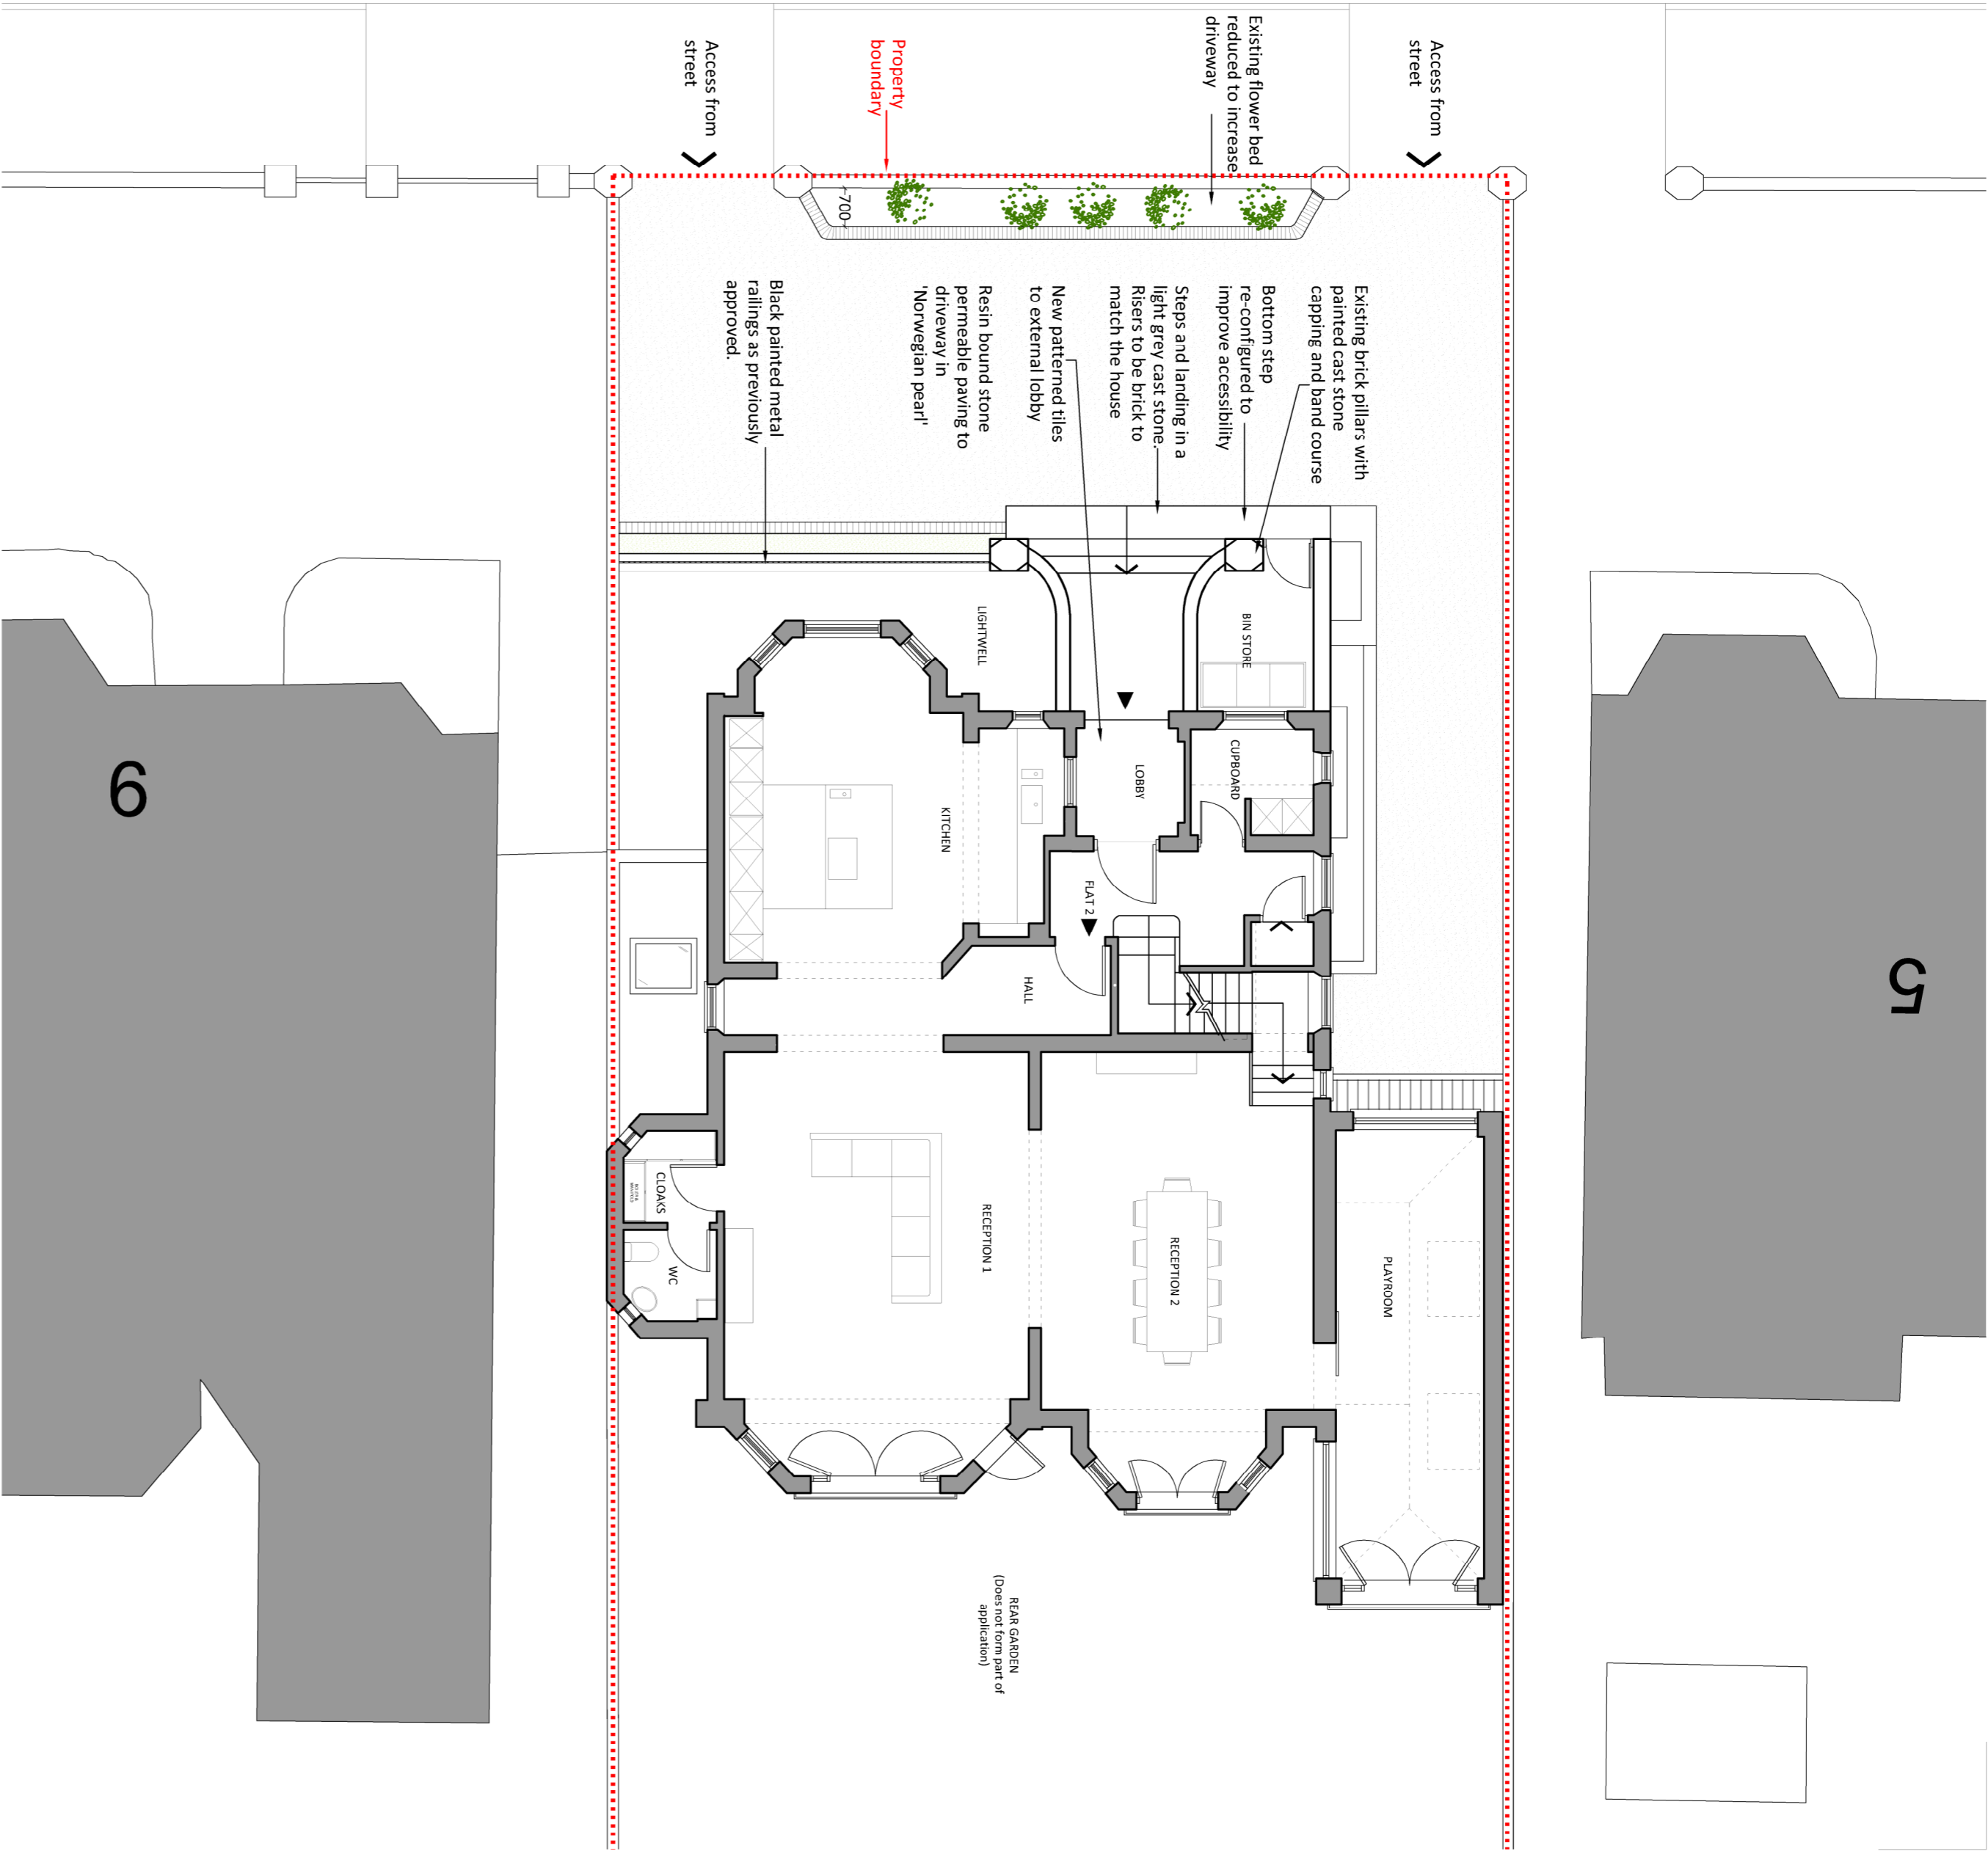 Access from
street
Existing flower bed
reduced to increase
driveway
Property
boundary
Access from
street
~700~
Existing brick pillars with
painted cast stone
capping and band course
Bottom step
re-configured to
improve accessibility
Steps and landing in a
light grey cast stone.
Risers to be brick to
match the house
New patterned tiles
to external lobby
Resin bound stone
permeable paving to
driveway in
'Norwegian pearl'
Black painted metal
railings as previously
approved.
BIN STORE
LIGHTWELL
CUPBOARD
LOBBY
KITCHEN
FLAT 2
HALL
9
5
CLOAKS
WC
RECEPTION 1
RECEPTION 2
PLAYROOM
REAR GARDEN
(Does not form part of
application)